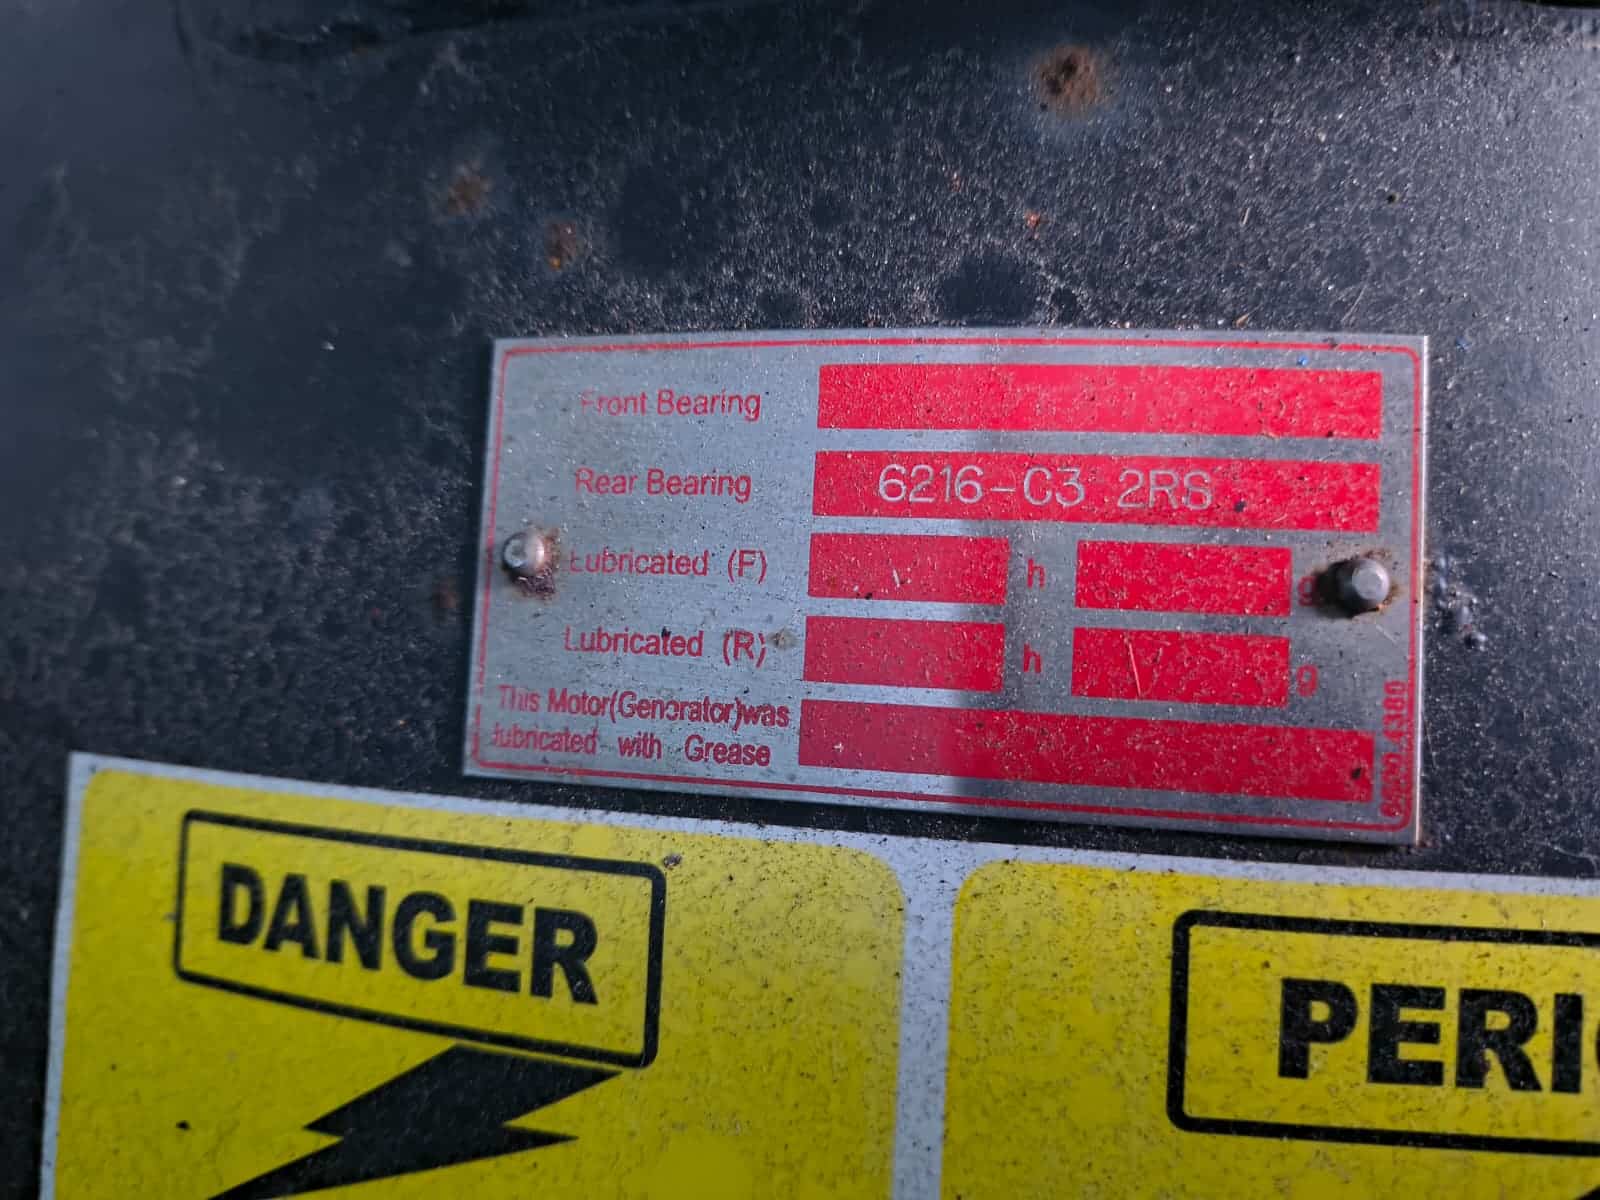 Front Bearing
Rear Bearing 6216-C3 2RS
Lubricated (F) h g
Lubricated (R) h g
This Motor(Generator)was
lubricated with Grease
DANGER
PERI